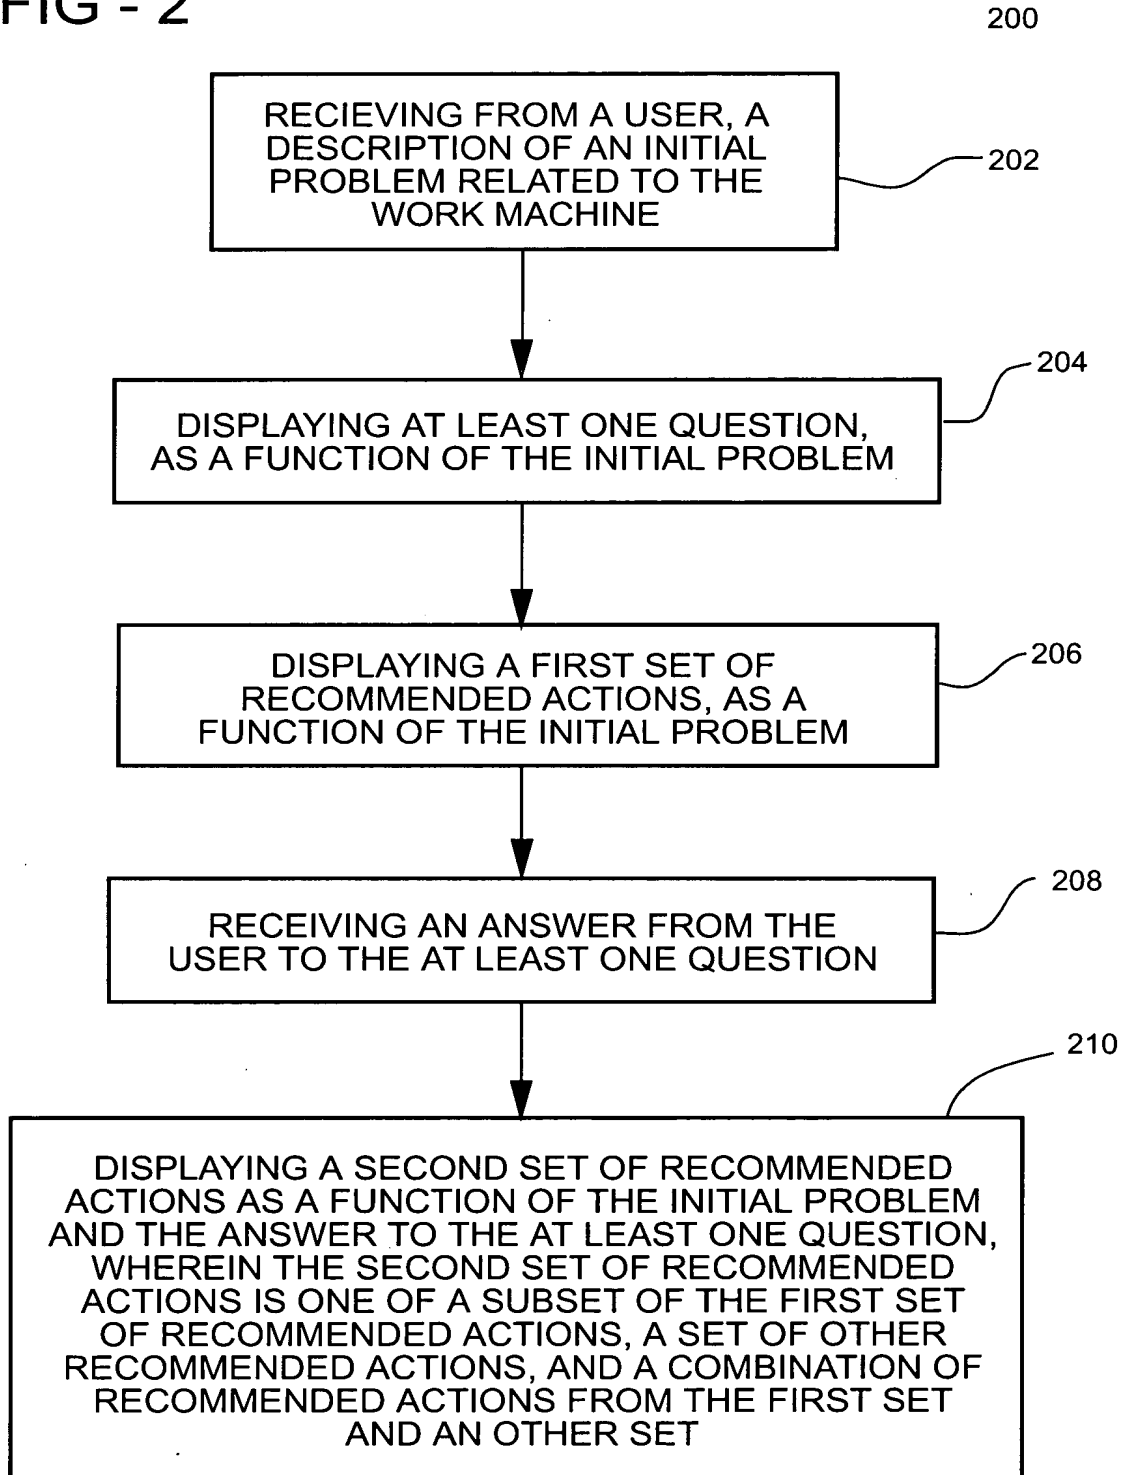 FIG - 2
200
RECIEVING FROM A USER, A
DESCRIPTION OF AN INITIAL
PROBLEM RELATED TO THE
WORK MACHINE
202
204
DISPLAYING AT LEAST ONE QUESTION,
AS A FUNCTION OF THE INITIAL PROBLEM
206
DISPLAYING A FIRST SET OF
RECOMMENDED ACTIONS, AS A
FUNCTION OF THE INITIAL PROBLEM
208
RECEIVING AN ANSWER FROM THE
USER TO THE AT LEAST ONE QUESTION
210
DISPLAYING A SECOND SET OF RECOMMENDED
ACTIONS AS A FUNCTION OF THE INITIAL PROBLEM
AND THE ANSWER TO THE AT LEAST ONE QUESTION,
WHEREIN THE SECOND SET OF RECOMMENDED
ACTIONS IS ONE OF A SUBSET OF THE FIRST SET
OF RECOMMENDED ACTIONS, A SET OF OTHER
RECOMMENDED ACTIONS, AND A COMBINATION OF
RECOMMENDED ACTIONS FROM THE FIRST SET
AND AN OTHER SET